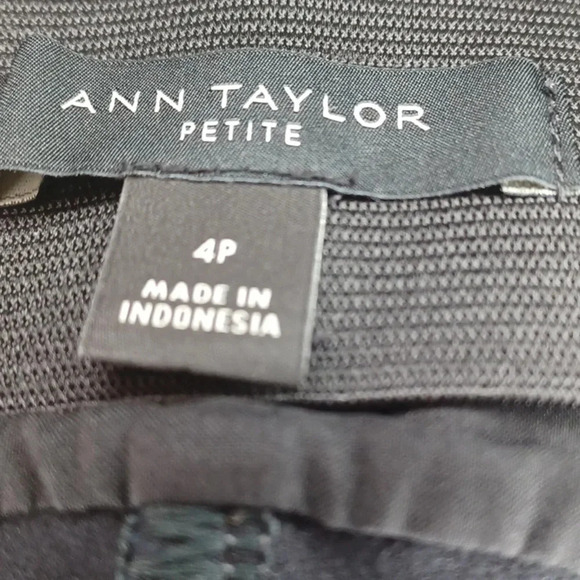 ANN TAYLOR
PETITE
4P
MADE IN
INDONESIA